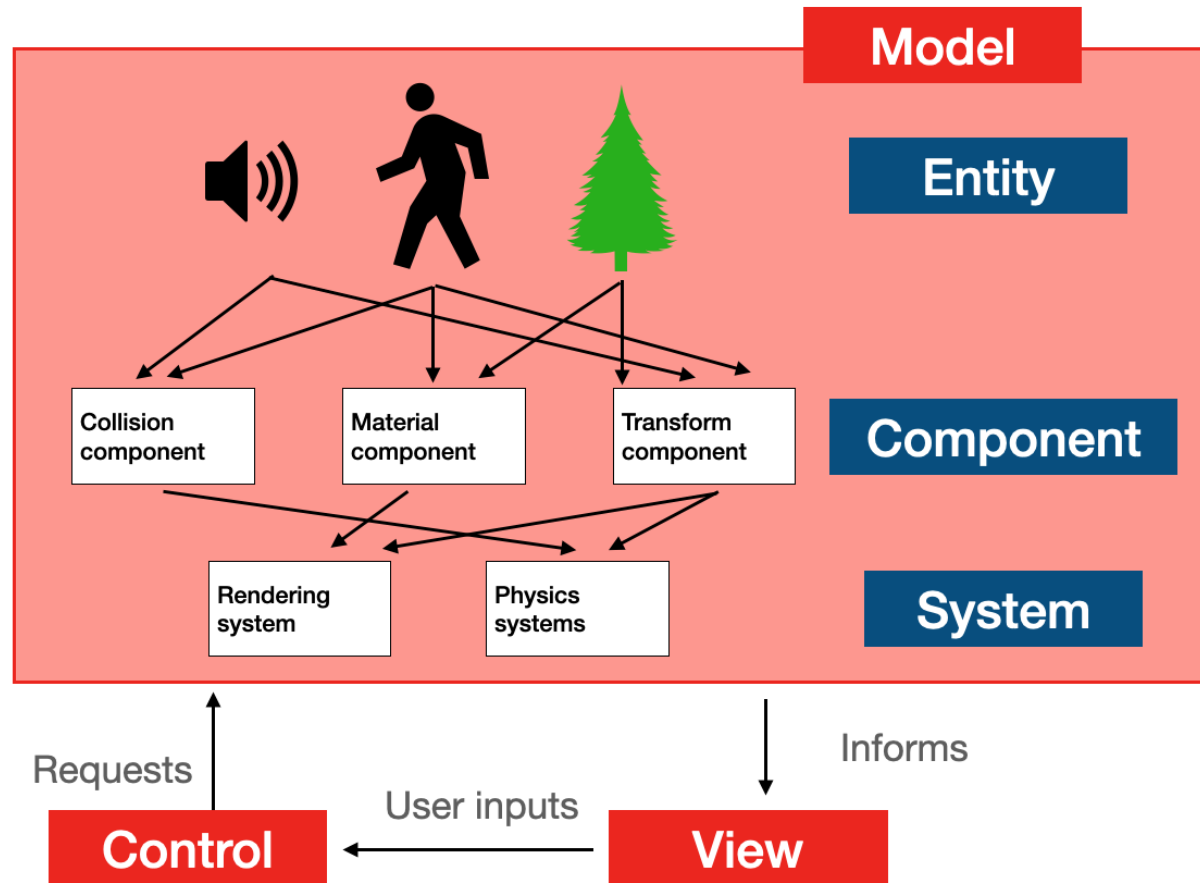 Model
Entity
Collision
component
Material
component
Transform
component
Component
Rendering
system
Physics
systems
System
Requests
Informs
User inputs
Control
View